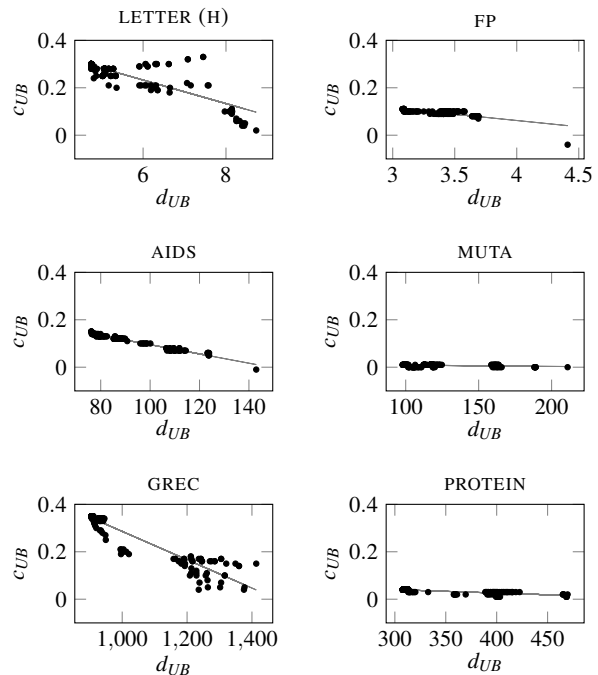 LETTER (H)
0.4
0.2
0
c_UB
6
8
d_UB
FP
0.4
0.2
0
c_UB
3
3.5
4
4.5
d_UB
AIDS
0.4
0.2
0
c_UB
80
100
120
140
d_UB
MUTA
0.4
0.2
0
c_UB
100
150
200
d_UB
GREC
0.4
0.2
0
c_UB
1,000
1,200
1,400
d_UB
PROTEIN
0.4
0.2
0
c_UB
300
350
400
450
d_UB